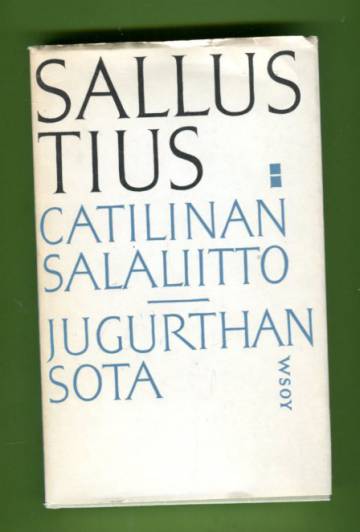 SALLUS
TIUS
CATILINAN
SALALIITTO
JUGURTHAN
SOTA
WSOY